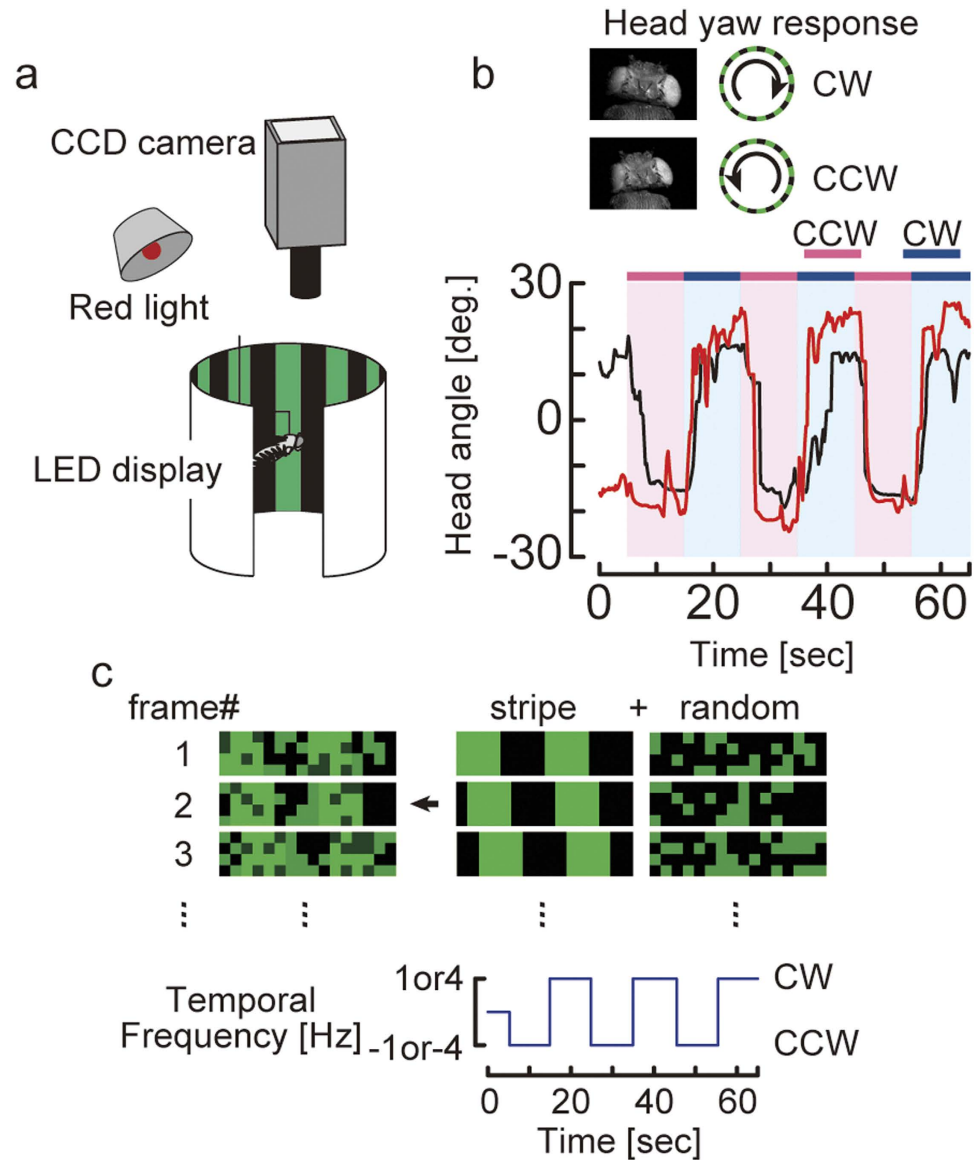 a
CCD camera
Red light
LED display
b
Head yaw response
CW
CCW
CCW CW
Head angle [deg.]
30
0
-30
0 20 40 60
Time [sec]
c
frame# stripe + random
1
2
3
... ... ... ...
Temporal
Frequency [Hz]
1or4
-1or-4
CW
CCW
0 20 40 60
Time [sec]